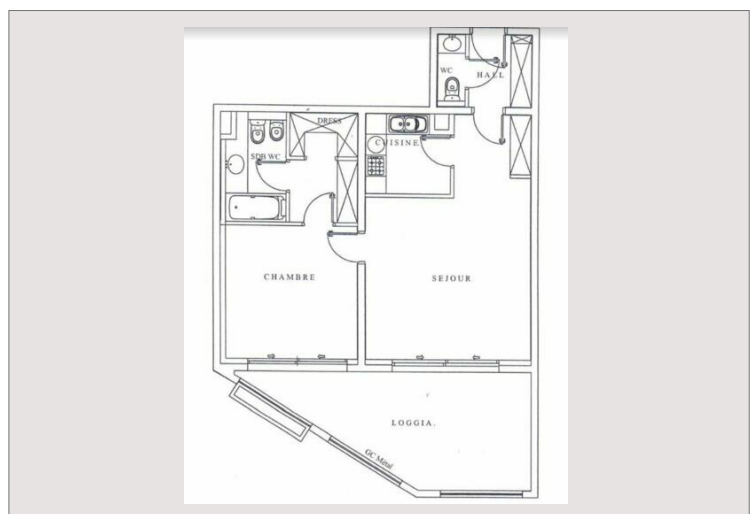 WC
HALL
DRESS
CUISINE
SDB WC
CHAMBRE
SEJOUR
LOGGIA.
GC Métal